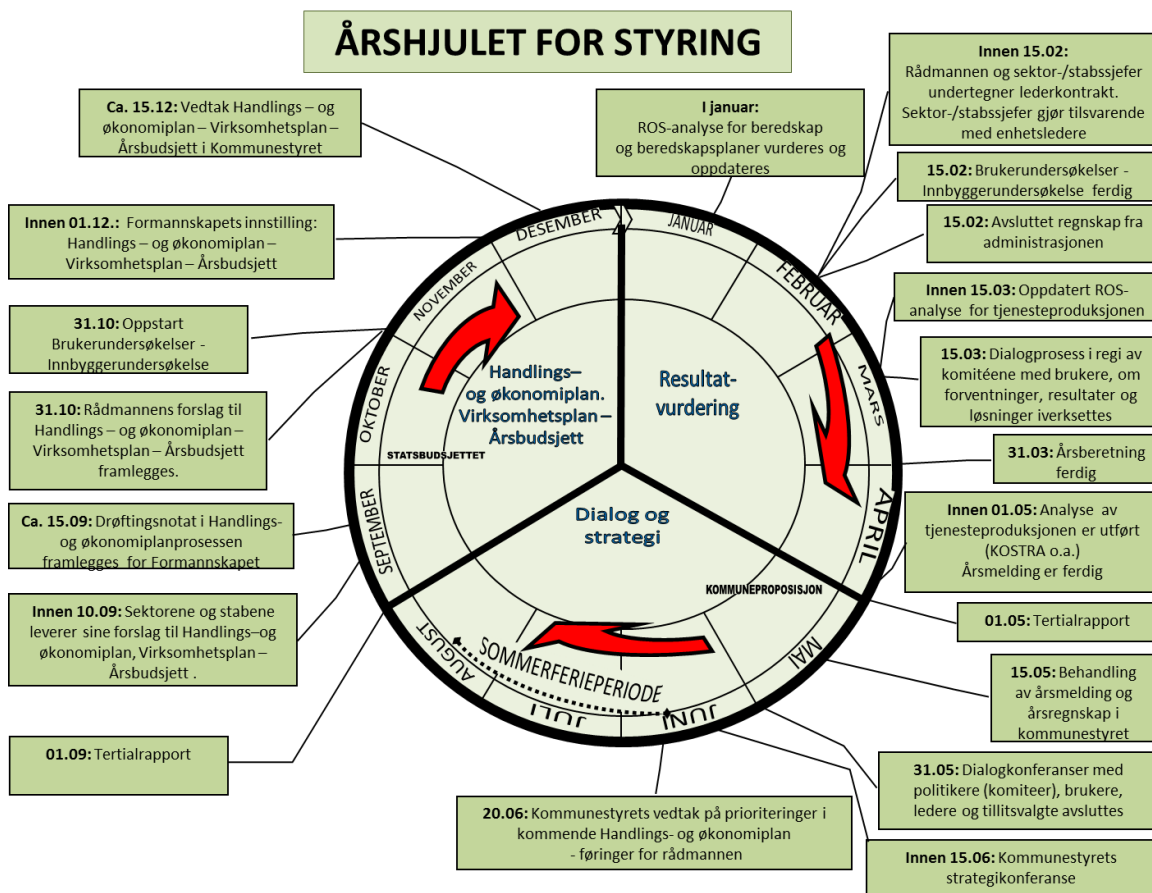 ÅRSHJULET FOR STYRING
Innen 15.02:
Rådmannen og sektor-/stabssjefer
undertegner lederkontrakt.
Sektor-/stabssjefer gjør tilsvarende
med enhetsledere
Ca. 15.12: Vedtak Handlings – og
økonomiplan – Virksomhetsplan –
Årsbudsjett i Kommunestyret
I januar:
ROS-analyse for beredskap
og beredskapsplaner vurderes og
oppdateres
15.02: Brukerundersøkelser -
Innbyggerundersøkelse ferdig
Innen 01.12.: Formannskapets innstilling:
Handlings – og økonomiplan –
Virksomhetsplan – Årsbudsjett
15.02: Avsluttet regnskap fra
administrasjonen
Innen 15.03: Oppdatert ROS-
analyse for tjenesteproduksjonen
31.10: Oppstart
Brukerundersøkelser -
Innbyggerundersøkelse
15.03: Dialogprosess i regi av
komitéene med brukere, om
forventninger, resultater og
løsninger iverksettes
31.10: Rådmannens forslag til
Handlings – og økonomiplan –
Virksomhetsplan – Årsbudsjett
framlegges.
31.03: Årsberetning
ferdig
Ca. 15.09: Drøftingsnotat i Handlings-
og økonomiplanprosessen
framlegges for Formannskapet
Innen 01.05: Analyse av
tjenesteproduksjonen er utført
(KOSTRA o.a.)
Årsmelding er ferdig
Innen 10.09: Sektorene og stabene
leverer sine forslag til Handlings–og
økonomiplan, Virksomhetsplan –
Årsbudsjett .
01.05: Tertialrapport
15.05: Behandling
av årsmelding og
årsregnskap i
kommunestyret
01.09: Tertialrapport
31.05: Dialogkonferanser med
politikere (komiteer), brukere,
ledere og tillitsvalgte avsluttes
20.06: Kommunestyrets vedtak på prioriteringer i
kommende Handlings- og økonomiplan
- føringer for rådmannen
Innen 15.06: Kommunestyrets
strategikonferanse
JANUAR
FEBRUAR
MARS
APRIL
MAI
JUNI
JULI
AUGUST
SEPTEMBER
OKTOBER
NOVEMBER
DESEMBER
Resultat-
vurdering
Handlings–
og økonomiplan.
Virksomhetsplan –
Årsbudsjett
STATSBUDSJETTET
Dialog og
strategi
KOMMUNEPROPOSISJON
SOMMERFERIEPERIODE